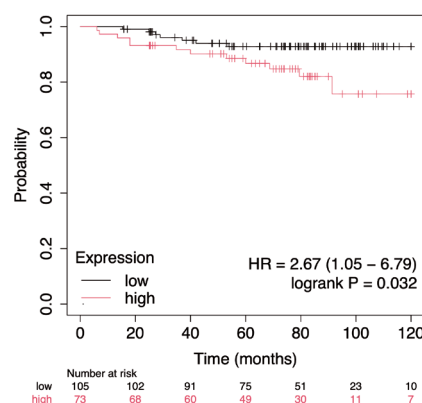 1.0
0.8
0.6
0.4
0.2
0.0
Probability
Expression
low
high
HR = 2.67 (1.05 − 6.79)
logrank P = 0.032
0 20 40 60 80 100 120
Time (months)
Number at risk
low 105 102 91 75 51 23 10
high 73 68 60 49 30 11 7